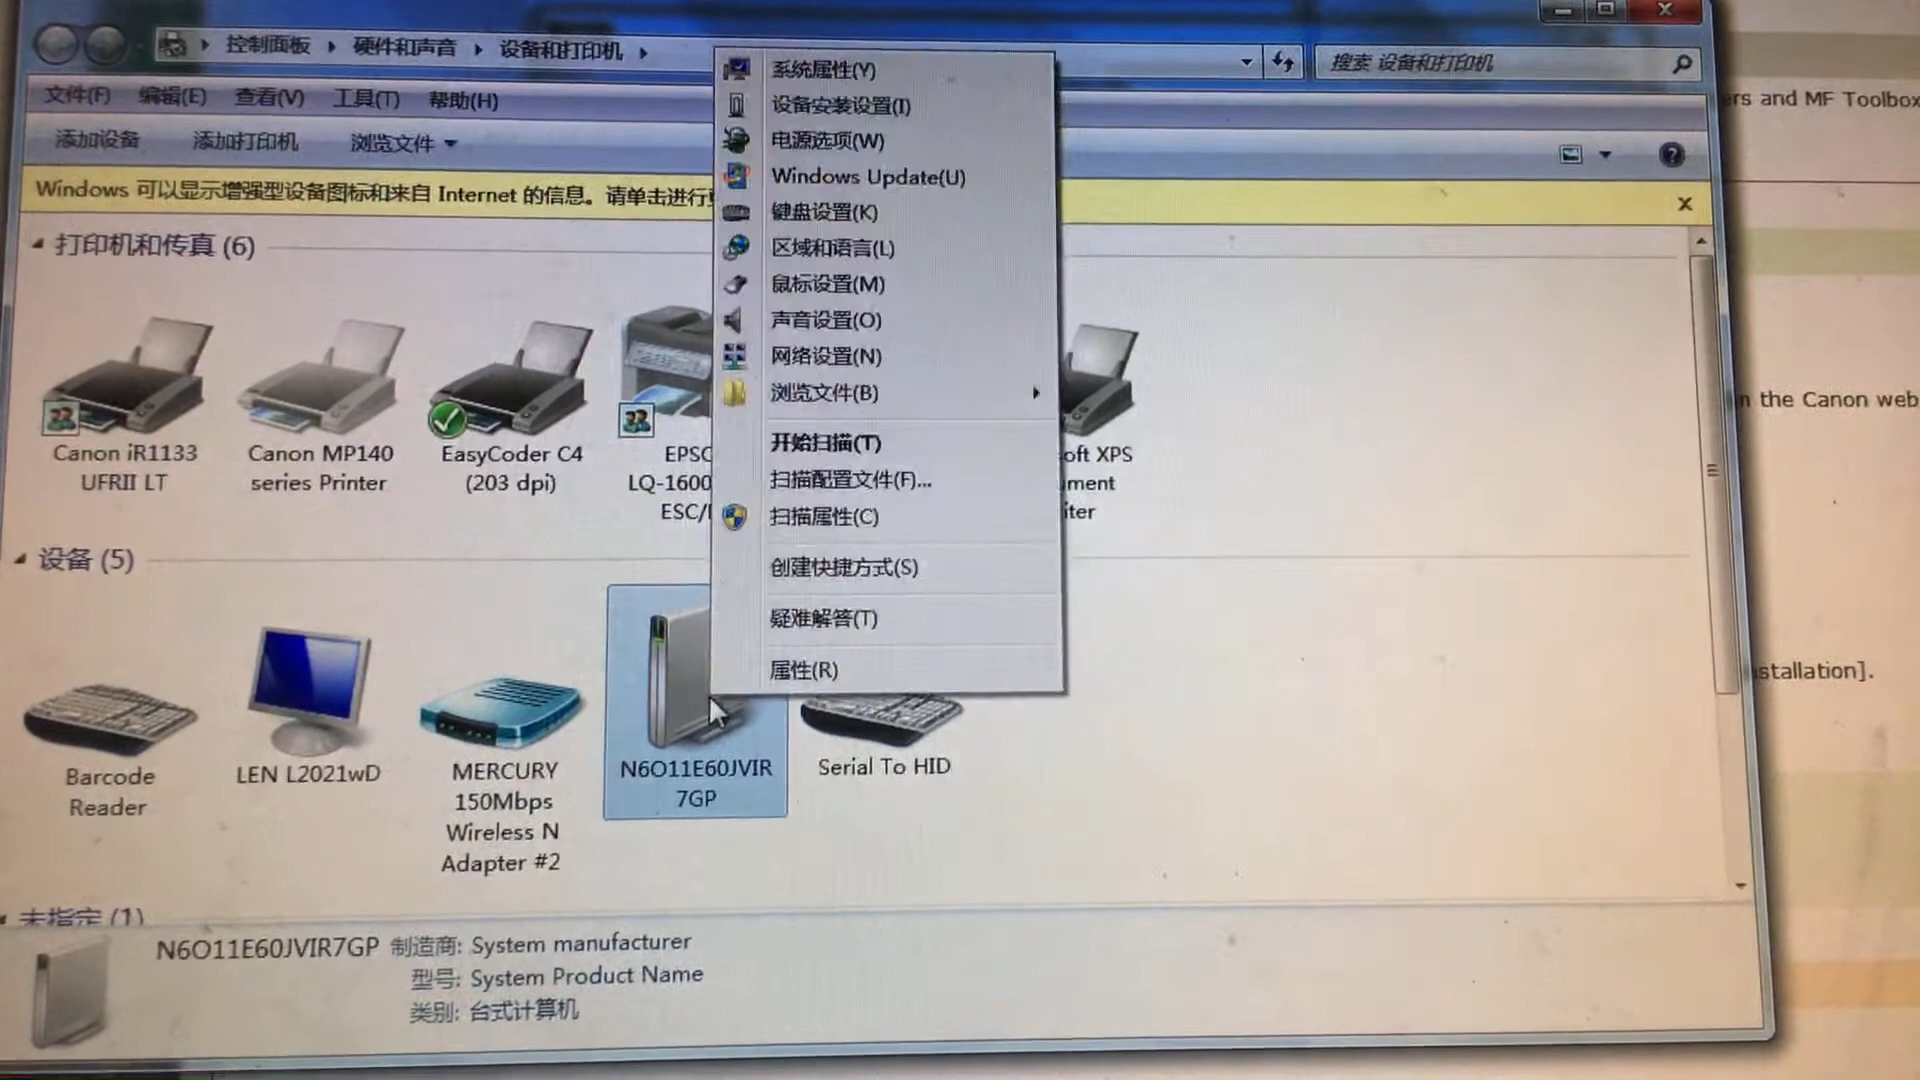 控制面板 ▸ 硬件和声音 ▸ 设备和打印机 ▸
搜索 设备和打印机
文件(F) 编辑(E) 查看(V) 工具(T) 帮助(H)
添加设备 添加打印机 浏览文件
Windows 可以显示增强型设备图标和来自 Internet 的信息。请单击进行
打印机和传真 (6)
Canon iR1133
UFRII LT
Canon MP140
series Printer
EasyCoder C4
(203 dpi)
EPSO
LQ-1600
ESC/
oft XPS
ument
iter
系统属性(Y)
设备安装设置(I)
电源选项(W)
Windows Update(U)
键盘设置(K)
区域和语言(L)
鼠标设置(M)
声音设置(O)
网络设置(N)
浏览文件(B)
开始扫描(T)
扫描配置文件(F)...
扫描属性(C)
创建快捷方式(S)
疑难解答(T)
属性(R)
设备 (5)
Barcode
Reader
LEN L2021wD
MERCURY
150Mbps
Wireless N
Adapter #2
N6O11E60JVIR
7GP
Serial To HID
未指定 (1)
N6O11E60JVIR7GP 制造商: System manufacturer
型号: System Product Name
类别: 台式计算机
ers and MF Toolbox
n the Canon web
stallation].